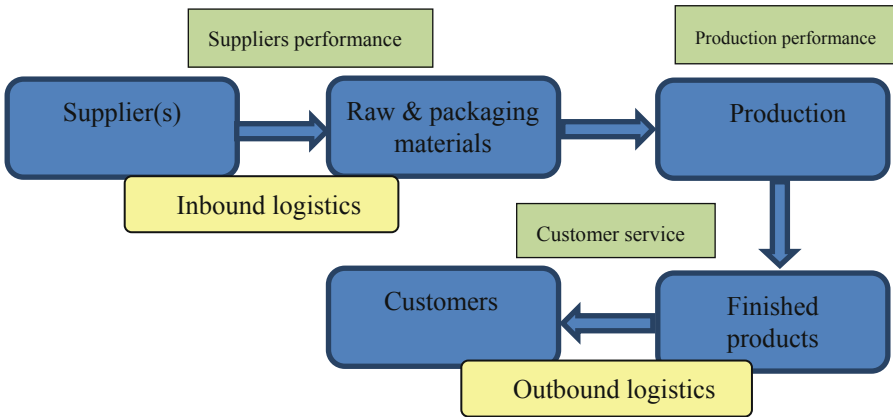 Suppliers performance
Production performance
Supplier(s)
Raw & packaging
materials
Production
Inbound logistics
Customer service
Customers
Finished
products
Outbound logistics